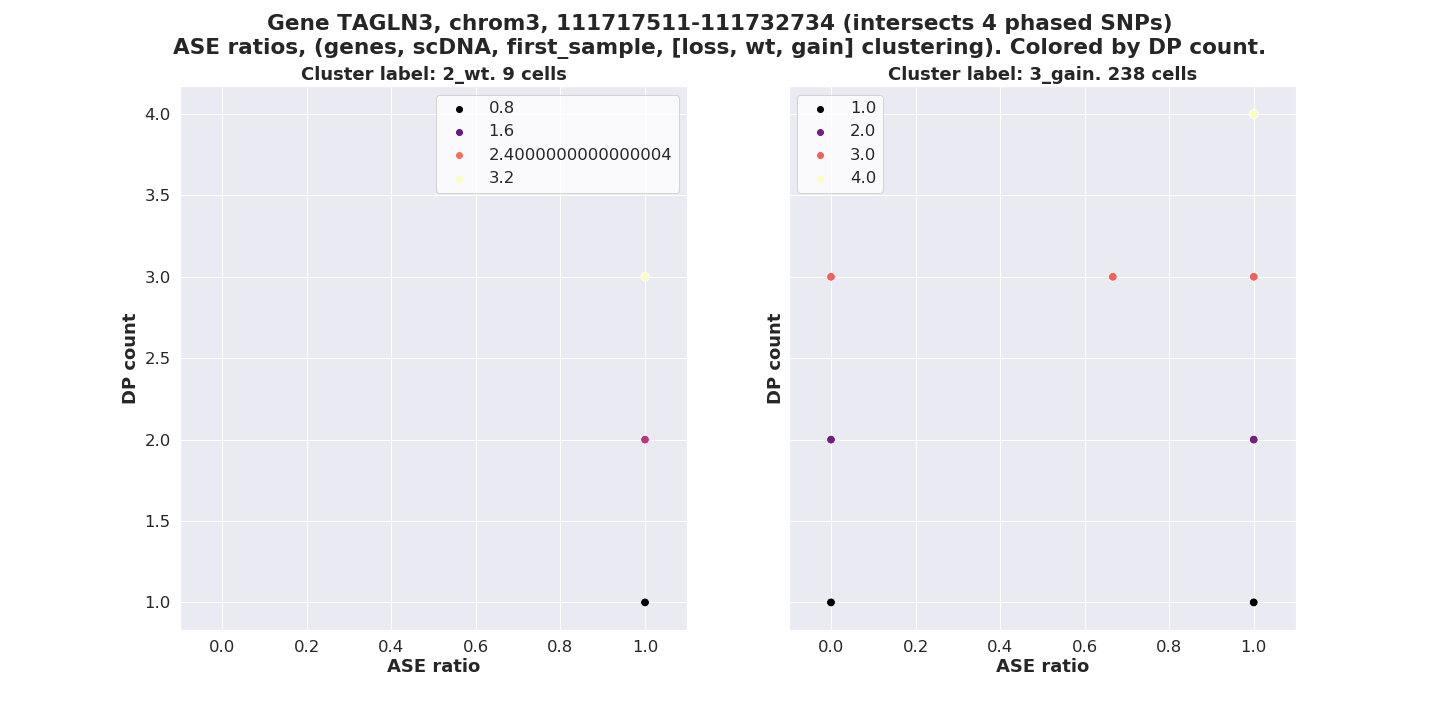 Gene TAGLN3, chrom3, 111717511-111732734 (intersects 4 phased SNPs)
ASE ratios, (genes, scDNA, first_sample, [loss, wt, gain] clustering). Colored by DP count.
Cluster label: 2_wt. 9 cells
0.8
1.6
2.4000000000000004
3.2
4.0
3.5
3.0
2.5
2.0
1.5
1.0
DP count
0.0 0.2 0.4 0.6 0.8 1.0
ASE ratio
Cluster label: 3_gain. 238 cells
1.0
2.0
3.0
4.0
DP count
0.0 0.2 0.4 0.6 0.8 1.0
ASE ratio